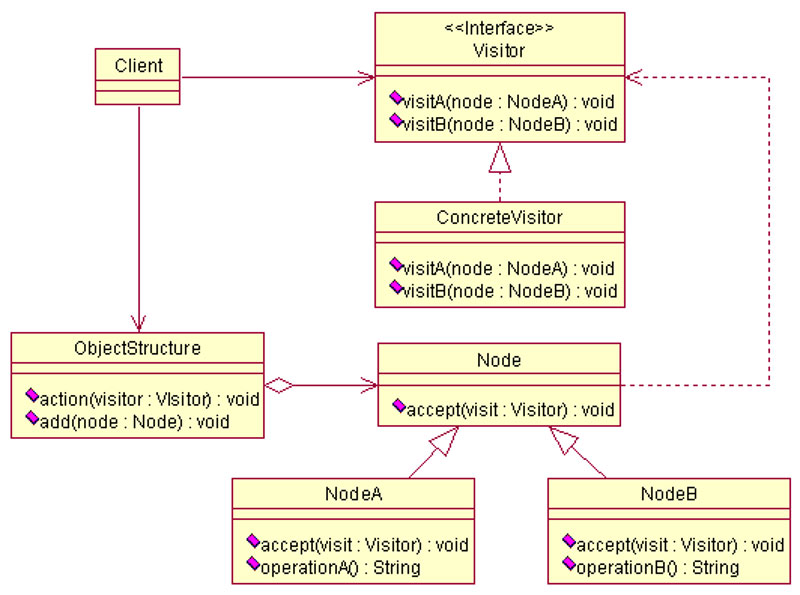 <<Interface>>
Visitor
Client
visitA(node : NodeA) : void
visitB(node : NodeB) : void
ConcreteVisitor
visitA(node : NodeA) : void
visitB(node : NodeB) : void
ObjectStructure
action(visitor : VIsitor) : void
add(node : Node) : void
Node
accept(visit : Visitor) : void
NodeA
accept(visit : Visitor) : void
operationA() : String
NodeB
accept(visit : Visitor) : void
operationB() : String